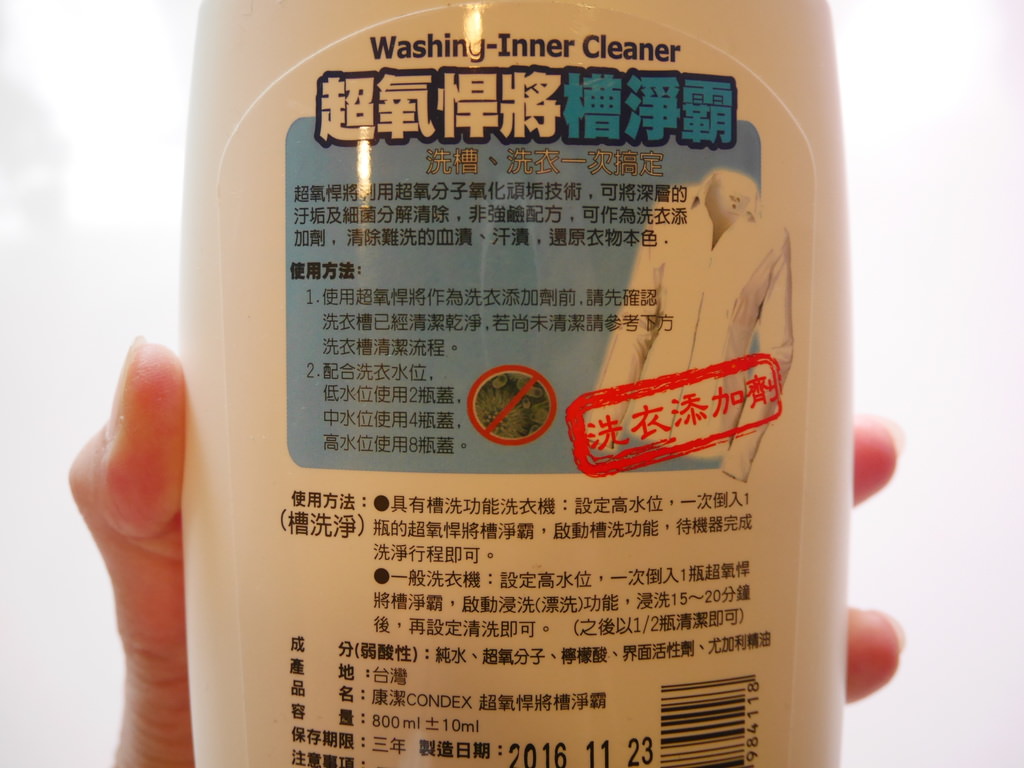 Washing-Inner Cleaner
超氧悍將槽淨霸
洗槽、洗衣一次搞定
超氧悍將利用超氧分子氧化頑垢技術，可將深層的
汙垢及細菌分解清除，非強鹼配方，可作為洗衣添
加劑，清除難洗的血漬、汗漬，還原衣物本色.
使用方法:
1.使用超氧悍將作為洗衣添加劑前,請先確認
洗衣槽已經清潔乾淨,若尚未清潔請參考下方
洗衣槽清潔流程。
2.配合洗衣水位,
低水位使用2瓶蓋,
中水位使用4瓶蓋,
高水位使用8瓶蓋。
洗衣添加劑
使用方法：●具有槽洗功能洗衣機：設定高水位，一次倒入1
(槽洗淨) 瓶的超氧悍將槽淨霸，啟動槽洗功能，待機器完成
洗淨行程即可。
●一般洗衣機：設定高水位，一次倒入1瓶超氧悍
將槽淨霸，啟動浸洗(漂洗)功能，浸洗15～20分鐘
後，再設定清洗即可。 (之後以1/2瓶清潔即可)
成 分(弱酸性)：純水、超氧分子、檸檬酸、界面活性劑、尤加利精油
產 地：台灣
品 名：康潔CONDEX 超氧悍將槽淨霸
容 量：800ml±10ml
保存期限：三年 製造日期：2016 11 23
注意事項：
984118